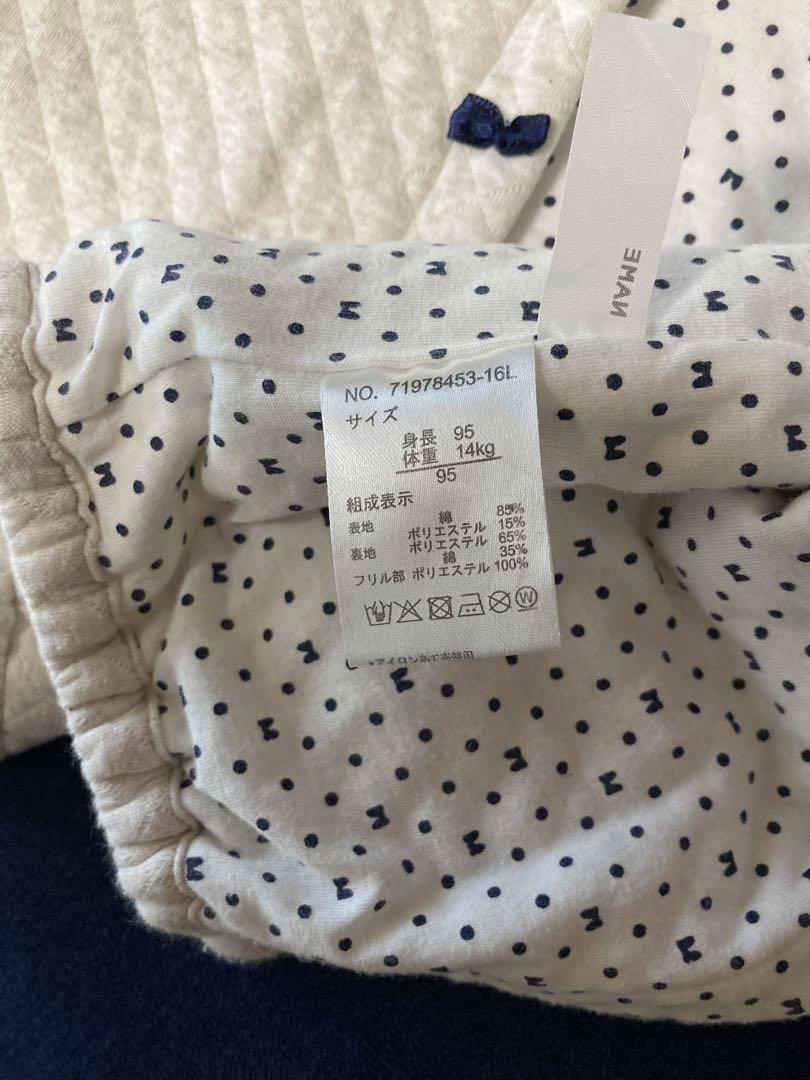 NAME
NO. 71978453-16L
サイズ
身長 95
体重 14kg
95
組成表示
表地 綿 85%
ポリエステル 15%
裏地 ポリエステル 65%
綿 35%
フリル部 ポリエステル 100%
W